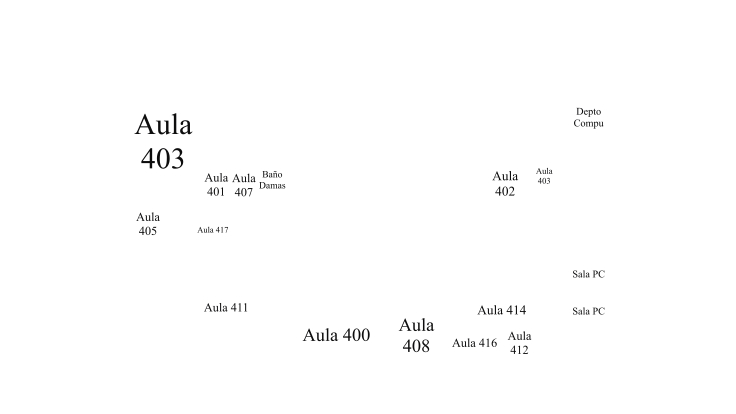 Depto
Compu
Aula
403
Aula
401
Aula
407
Baño
Damas
Aula
402
Aula
403
Aula
405
Aula 417
Sala PC
Aula 411
Aula 414
Sala PC
Aula 400
Aula
408
Aula 416
Aula
412